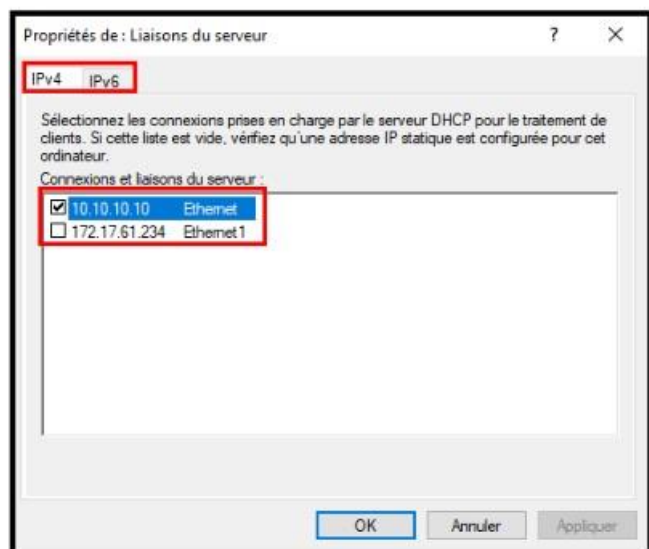 Propriétés de : Liaisons du serveur ? ×
IPv4 IPv6
Sélectionnez les connexions prises en charge par le serveur DHCP pour le traitement de
clients. Si cette liste est vide, vérifiez qu'une adresse IP statique est configurée pour cet
ordinateur.
Connexions et liaisons du serveur :
10.10.10.10 Ethernet
172.17.61.234 Ethernet1
OK Annuler Appliquer